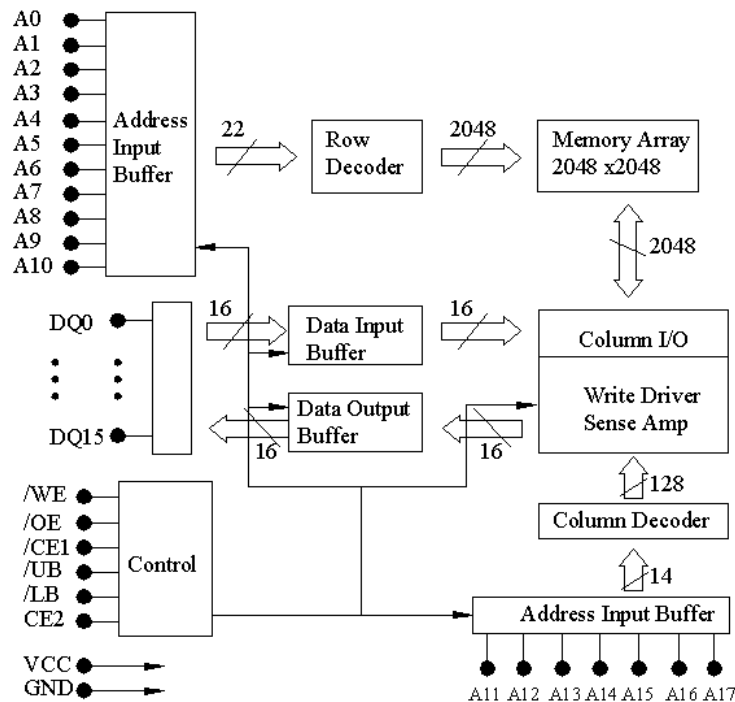 A0
A1
A2
A3
A4
A5
A6
A7
A8
A9
A10
Address
Input
Buffer
22
Row
Decoder
2048
Memory Array
2048 x2048
2048
DQ0
DQ15
16
Data Input
Buffer
16
Column I/O
Data Output
Buffer
16
16
Write Driver
Sense Amp
128
Column Decoder
14
/WE
/OE
/CE1
/UB
/LB
CE2
Control
Address Input Buffer
VCC
GND
A11 A12 A13 A14 A15 A16 A17